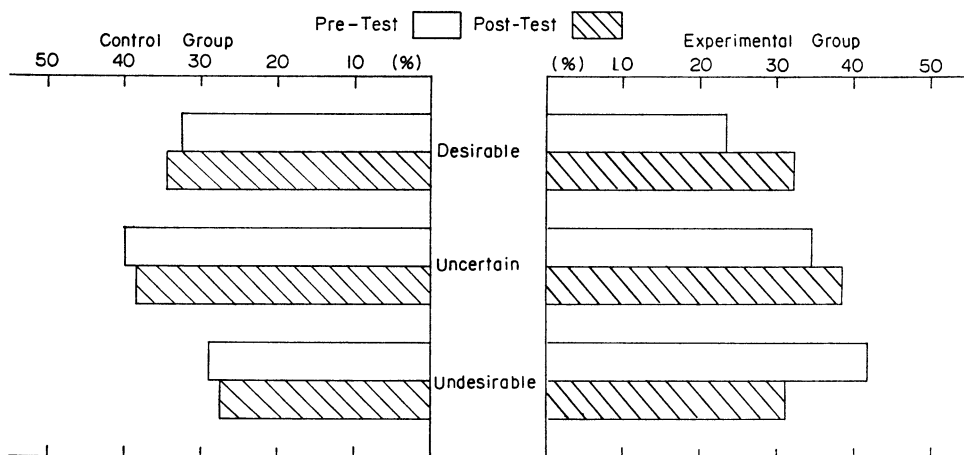 Pre-Test Post-Test
Control Group Experimental Group
50 40 30 20 10 (%) (%) 10 20 30 40 50
Desirable
Uncertain
Undesirable